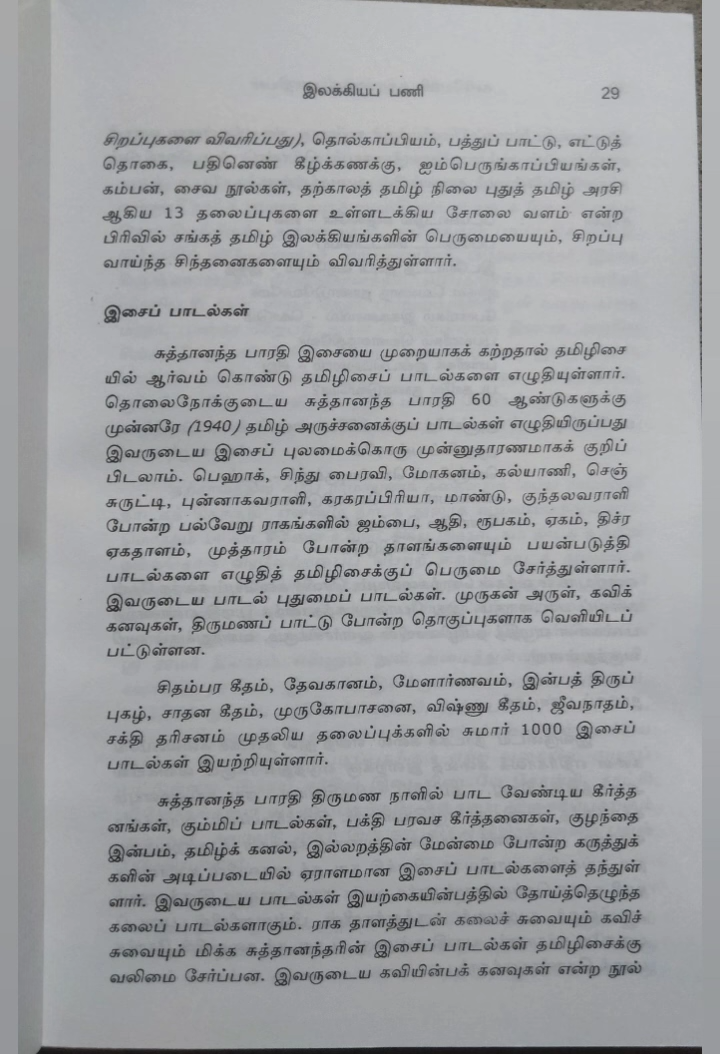 இலக்கியப் பணி 29
சிறப்புகளை விவரிப்பது), தொல்காப்பியம், பத்துப் பாட்டு, எட்டுத்
தொகை, பதினெண் கீழ்க்கணக்கு, ஐம்பெருங்காப்பியங்கள்,
கம்பன், சைவ நூல்கள், தற்காலத் தமிழ் நிலை புதுத் தமிழ் அரசி
ஆகிய 13 தலைப்புகளை உள்ளடக்கிய சோலை வளம் என்ற
பிரிவில் சங்கத் தமிழ் இலக்கியங்களின் பெருமையையும், சிறப்பு
வாய்ந்த சிந்தனைகளையும் விவரித்துள்ளார்.
இசைப் பாடல்கள்
சுத்தானந்த பாரதி இசையை முறையாகக் கற்றதால் தமிழிசை
யில் ஆர்வம் கொண்டு தமிழிசைப் பாடல்களை எழுதியுள்ளார்.
தொலைநோக்குடைய சுத்தானந்த பாரதி 60 ஆண்டுகளுக்கு
முன்னரே (1940) தமிழ் அருச்சனைக்குப் பாடல்கள் எழுதியிருப்பது
இவருடைய இசைப் புலமைக்கொரு முன்னுதாரணமாகக் குறிப்
பிடலாம். பெஹாக், சிந்து பைரவி, மோகனம், கல்யாணி, செஞ்
சுருட்டி, புன்னாகவராளி, கரகரப்பிரியா, மாண்டு, குந்தலவராளி
போன்ற பல்வேறு ராகங்களில் ஜம்பை, ஆதி, ரூபகம், ஏகம், திச்ர
ஏகதாளம், முத்தாரம் போன்ற தாளங்களையும் பயன்படுத்தி
பாடல்களை எழுதித் தமிழிசைக்குப் பெருமை சேர்த்துள்ளார்.
இவருடைய பாடல் புதுமைப் பாடல்கள். முருகன் அருள், கவிக்
கனவுகள், திருமணப் பாட்டு போன்ற தொகுப்புகளாக வெளியிடப்
பட்டுள்ளன.
சிதம்பர கீதம், தேவகானம், மேளார்ணவம், இன்பத் திருப்
புகழ், சாதன கீதம், முருகோபாசனை, விஷ்ணு கீதம், ஜீவநாதம்,
சக்தி தரிசனம் முதலிய தலைப்புக்களில் சுமார் 1000 இசைப்
பாடல்கள் இயற்றியுள்ளார்.
சுத்தானந்த பாரதி திருமண நாளில் பாட வேண்டிய கீர்த்த
னங்கள், கும்மிப் பாடல்கள், பக்தி பரவச கீர்த்தனைகள், குழந்தை
இன்பம், தமிழ்க் கனல், இல்லறத்தின் மேன்மை போன்ற கருத்துக்
களின் அடிப்படையில் ஏராளமான இசைப் பாடல்களைத் தந்துள்
ளார். இவருடைய பாடல்கள் இயற்கையின்பத்தில் தோய்த்தெழுந்த
கலைப் பாடல்களாகும். ராக தாளத்துடன் கலைச் சுவையும் கவிச்
சுவையும் மிக்க சுத்தானந்தரின் இசைப் பாடல்கள் தமிழிசைக்கு
வலிமை சேர்ப்பன. இவருடைய கவியின்பக் கனவுகள் என்ற நூல்